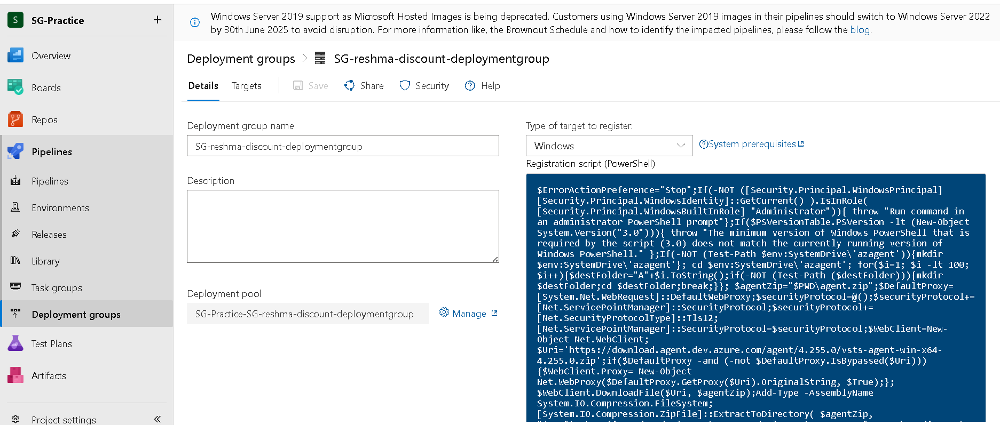 S SG-Practice +
Overview
Boards
Repos
Pipelines
Pipelines
Environments
Releases
Library
Task groups
Deployment groups
Test Plans
Artifacts
Project settings
Windows Server 2019 support as Microsoft Hosted Images is being deprecated. Customers using Windows Server 2019 images in their pipelines should switch to Windows Server 2022
by 30th June 2025 to avoid disruption. For more information like, the Brownout Schedule and how to identify the impacted pipelines, please follow the blog.
Deployment groups > SG-reshma-discount-deploymentgroup
Details Targets Save Share Security Help
Deployment group name
SG-reshma-discount-deploymentgroup
Description
Deployment pool
SG-Practice-SG-reshma-discount-deploymentgroup Manage
Type of target to register:
Windows System prerequisites
Registration script (PowerShell)
$ErrorActionPreference="Stop";If(-NOT ([Security.Principal.WindowsPrincipal]
[Security.Principal.WindowsIdentity]::GetCurrent() ).IsInRole(
[Security.Principal.WindowsBuiltInRole] "Administrator")){ throw "Run command in
an administrator PowerShell prompt"};If($PSVersionTable.PSVersion -lt (New-Object
System.Version("3.0"))){ throw "The minimum version of Windows PowerShell that is
required by the script (3.0) does not match the currently running version of
Windows PowerShell." };If(-NOT (Test-Path $env:SystemDrive\'azagent')){mkdir
$env:SystemDrive\'azagent'}; cd $env:SystemDrive\'azagent'; for($i=1; $i -lt 100;
$i++){$destFolder="A"+$i.ToString();if(-NOT (Test-Path ($destFolder))){mkdir
$destFolder;cd $destFolder;break;}}; $agentZip="$PWD\agent.zip";$DefaultProxy=
[System.Net.WebRequest]::DefaultWebProxy;$securityProtocol=@();$securityProtocol+=
[Net.ServicePointManager]::SecurityProtocol;$securityProtocol+=
[Net.SecurityProtocolType]::Tls12;
[Net.ServicePointManager]::SecurityProtocol=$securityProtocol;$WebClient=New-
Object Net.WebClient;
$Uri='https://download.agent.dev.azure.com/agent/4.255.0/vsts-agent-win-x64-
4.255.0.zip';if($DefaultProxy -and (-not $DefaultProxy.IsBypassed($Uri)))
{$WebClient.Proxy= New-Object
Net.WebProxy($DefaultProxy.GetProxy($Uri).OriginalString, $True);};
$WebClient.DownloadFile($Uri, $agentZip);Add-Type -AssemblyName
System.IO.Compression.FileSystem;
[System.IO.Compression.ZipFile]::ExtractToDirectory( $agentZip,